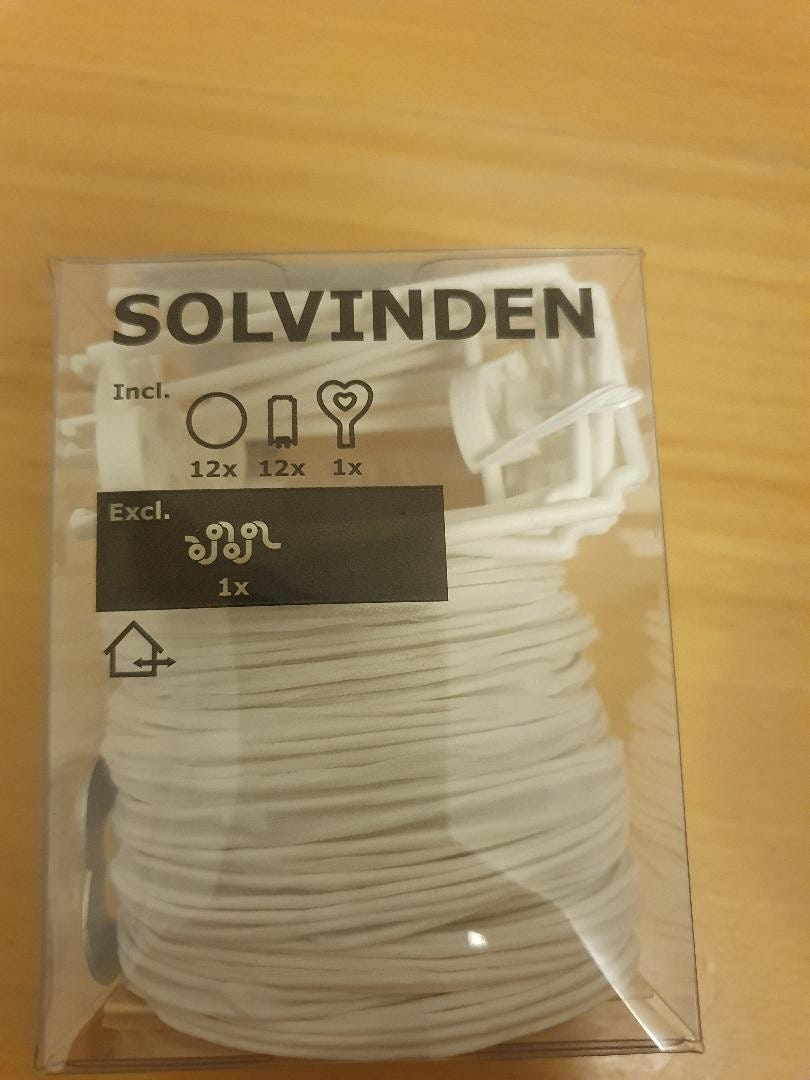 SOLVINDEN
Incl.
12x 12x 1x
Excl.
1x